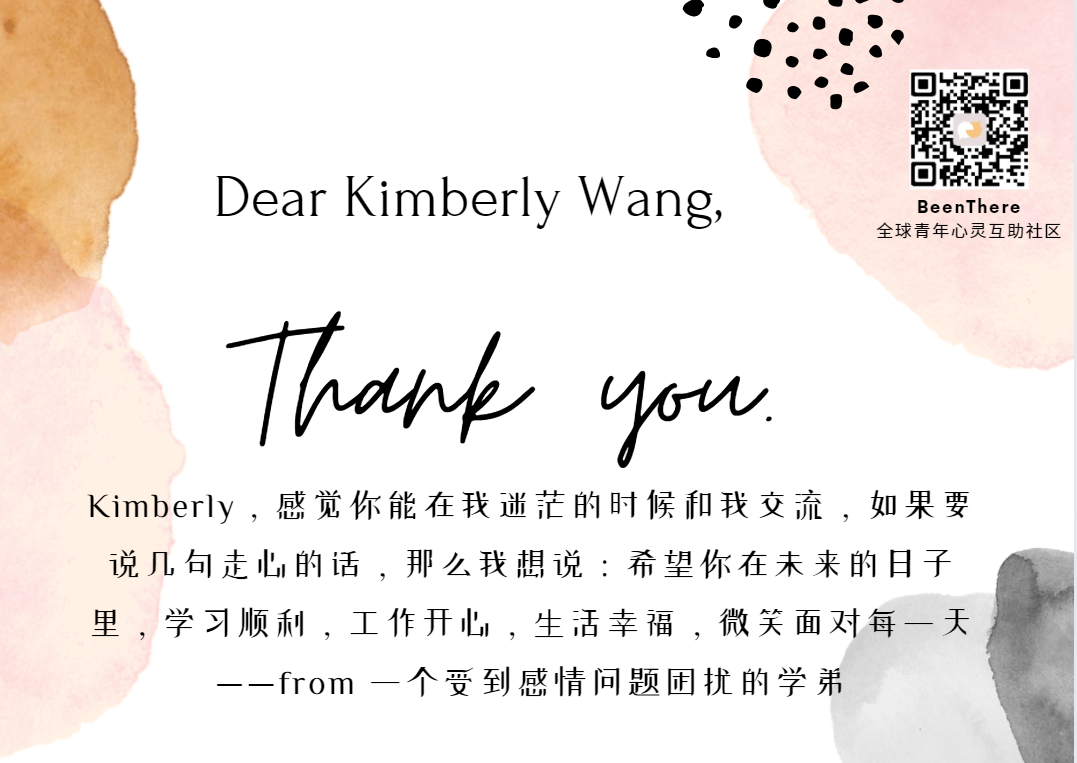 BeenThere
全球青年心灵互助社区
Dear Kimberly Wang,
Thank you.
Kimberly，感觉你能在我迷茫的时候和我交流，如果要
说几句走心的话，那么我想说：希望你在未来的日子
里，学习顺利，工作开心，生活幸福，微笑面对每一天
——from 一个受到感情问题困扰的学弟